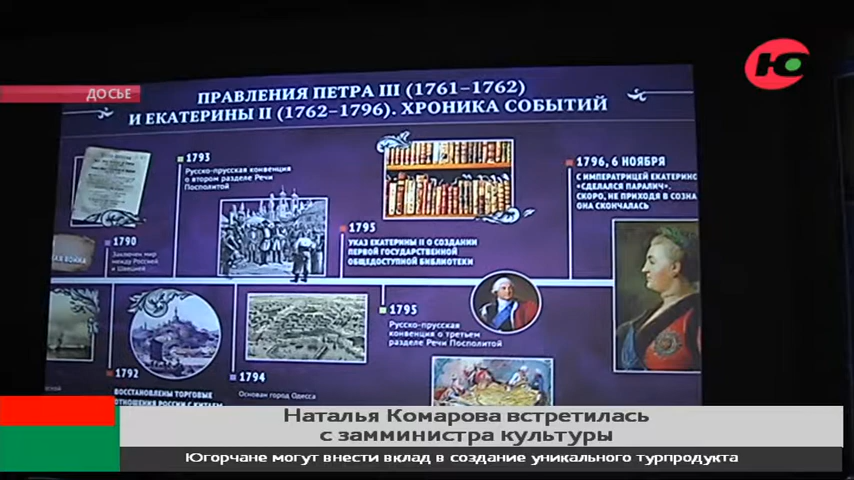 ДОСЬЕ
Ю
ПРАВЛЕНИЯ ПЕТРА III (1761–1762)
И ЕКАТЕРИНЫ II (1762–1796). ХРОНИКА СОБЫТИЙ
1793
Русско-прусская конвенция
о втором разделе Речи
Посполитой
1796, 6 НОЯБРЯ
С ИМПЕРАТРИЦЕЙ ЕКАТЕРИНО
«СДЕЛАЛСЯ ПАРАЛИЧ».
СКОРО, НЕ ПРИХОДЯ В СОЗНА
ОНА СКОНЧАЛАСЬ
1795
УКАЗ ЕКАТЕРИНЫ II О СОЗДАНИИ
ПЕРВОЙ ГОСУДАРСТВЕННОЙ
ОБЩЕДОСТУПНОЙ БИБЛИОТЕКИ
1790
Заключен мир
между Россией
и Швецией
АЯ ВОЙНА
1795
Русско-прусская
конвенция о третьем
разделе Речи Посполитой
1792
ВОССТАНОВЛЕНЫ ТОРГОВЫЕ
ОТНОШЕНИЯ РОССИИ С КИТАЕМ
1794
Основан город Одесса
Наталья Комарова встретилась
с замминистра культуры
Югорчане могут внести вклад в создание уникального турпродукта